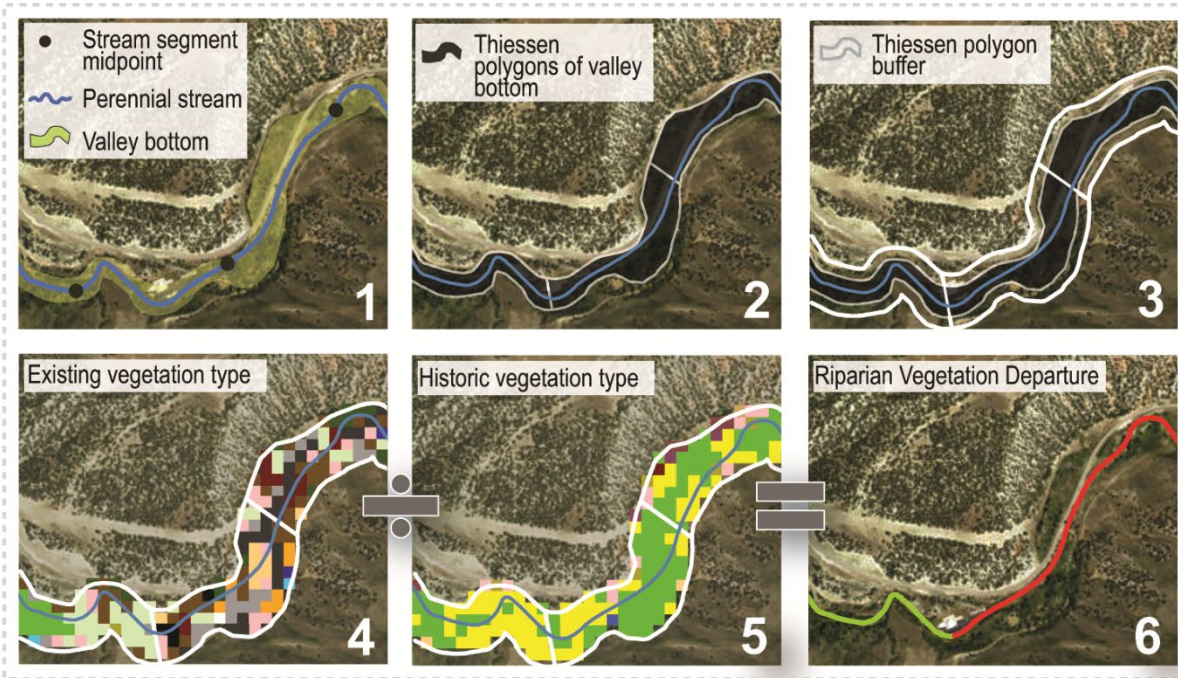 Stream segment
midpoint
Perennial stream
Valley bottom
1
Thiessen
polygons of valley
bottom
2
Thiessen polygon
buffer
3
Existing vegetation type
4
Historic vegetation type
5
Riparian Vegetation Departure
6